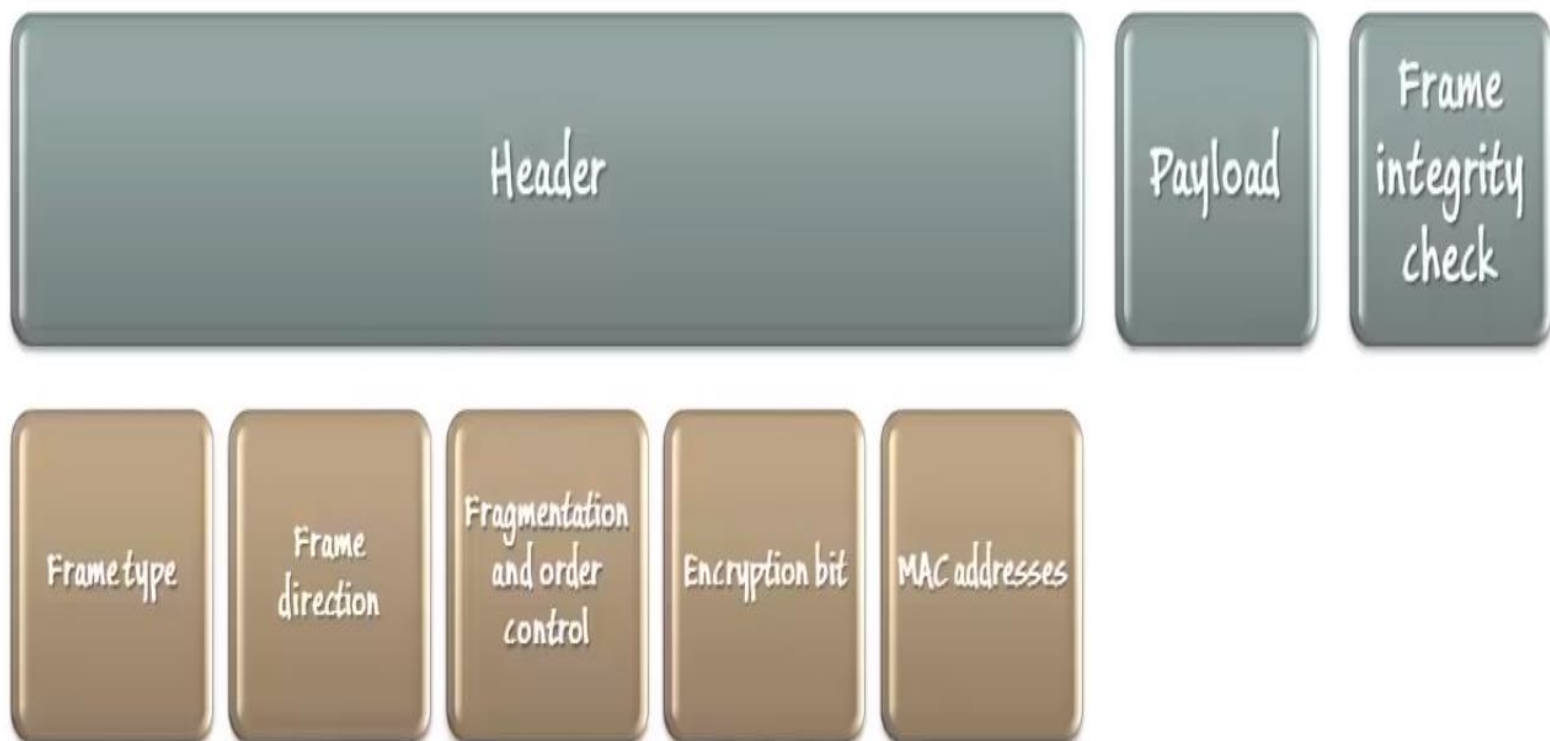 Header
Payload
Frame
integrity
check
Frame type
Frame
direction
Fragmentation
and order
control
Encryption bit
MAC addresses